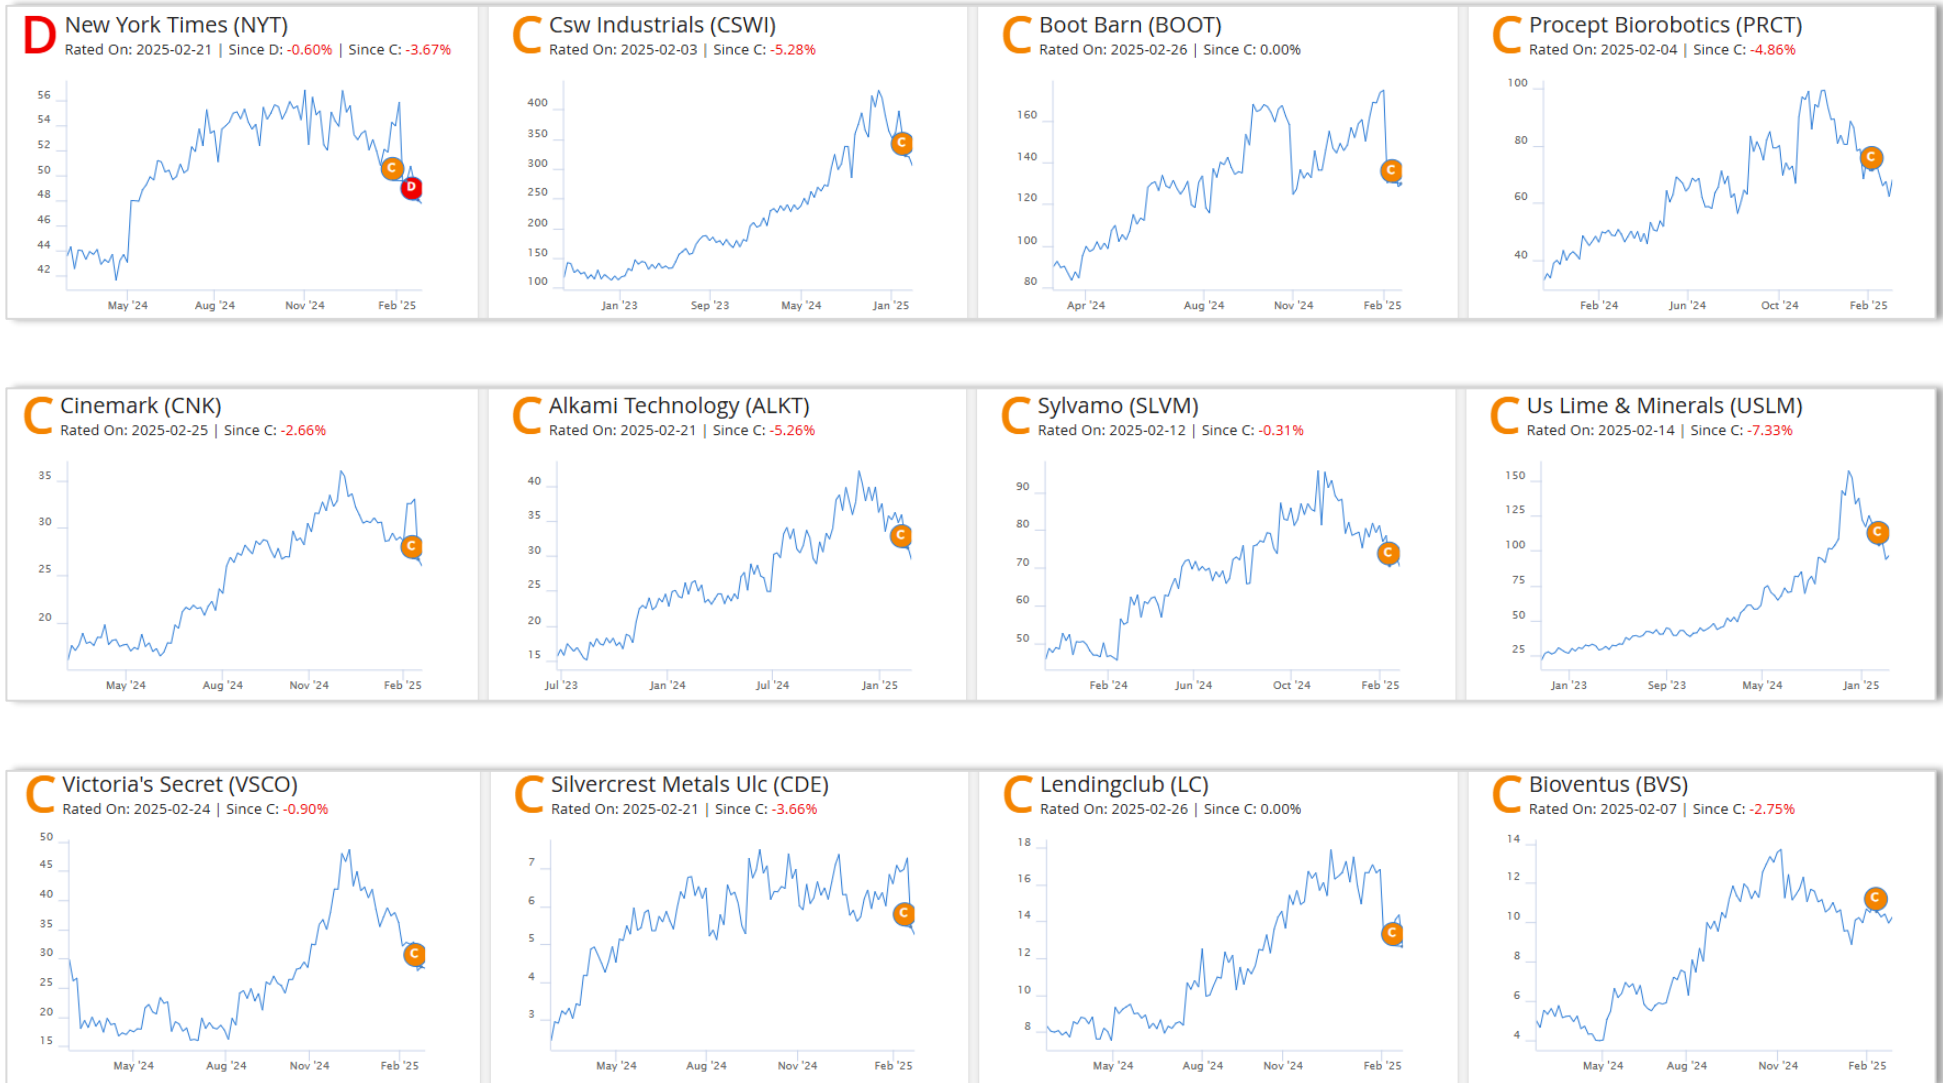 D New York Times (NYT)
Rated On: 2025-02-21 | Since D: -0.60% | Since C: -3.67%
56
54
52
50
48
46
44
42
C
D
May '24 Aug '24 Nov '24 Feb '25
C Csw Industrials (CSWI)
Rated On: 2025-02-03 | Since C: -5.28%
400
350
300
250
200
150
100
C
Jan '23 Sep '23 May '24 Jan '25
C Boot Barn (BOOT)
Rated On: 2025-02-26 | Since C: 0.00%
160
140
120
100
80
C
Apr '24 Aug '24 Nov '24 Feb '25
C Procept Biorobotics (PRCT)
Rated On: 2025-02-04 | Since C: -4.86%
100
80
60
40
C
Feb '24 Jun '24 Oct '24 Feb '25
C Cinemark (CNK)
Rated On: 2025-02-25 | Since C: -2.66%
35
30
25
20
C
May '24 Aug '24 Nov '24 Feb '25
C Alkami Technology (ALKT)
Rated On: 2025-02-21 | Since C: -5.26%
40
35
30
25
20
15
C
Jul '23 Jan '24 Jul '24 Jan '25
C Sylvamo (SLVM)
Rated On: 2025-02-12 | Since C: -0.31%
90
80
70
60
50
C
Feb '24 Jun '24 Oct '24 Feb '25
C Us Lime & Minerals (USLM)
Rated On: 2025-02-14 | Since C: -7.33%
150
125
100
75
50
25
C
Jan '23 Sep '23 May '24 Jan '25
C Victoria's Secret (VSCO)
Rated On: 2025-02-24 | Since C: -0.90%
50
45
40
35
30
25
20
15
C
May '24 Aug '24 Nov '24 Feb '25
C Silvercrest Metals Ulc (CDE)
Rated On: 2025-02-21 | Since C: -3.66%
7
6
5
4
3
C
May '24 Aug '24 Nov '24 Feb '25
C Lendingclub (LC)
Rated On: 2025-02-26 | Since C: 0.00%
18
16
14
12
10
8
C
May '24 Aug '24 Nov '24 Feb '25
C Bioventus (BVS)
Rated On: 2025-02-07 | Since C: -2.75%
14
12
10
8
6
4
C
May '24 Aug '24 Nov '24 Feb '25